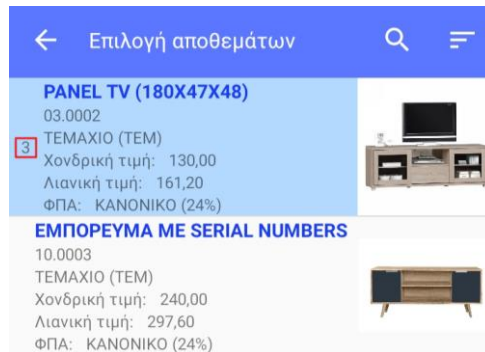 Επιλογή αποθεμάτων
PANEL TV (180X47X48)
03.0002
3
ΤΕΜΑΧΙΟ (ΤΕΜ)
Χονδρική τιμή: 130,00
Λιανική τιμή: 161,20
ΦΠΑ: ΚΑΝΟΝΙΚΟ (24%)
ΕΜΠΟΡΕΥΜΑ ΜΕ SERIAL NUMBERS
10.0003
ΤΕΜΑΧΙΟ (ΤΕΜ)
Χονδρική τιμή: 240,00
Λιανική τιμή: 297,60
ΦΠΑ: ΚΑΝΟΝΙΚΟ (24%)